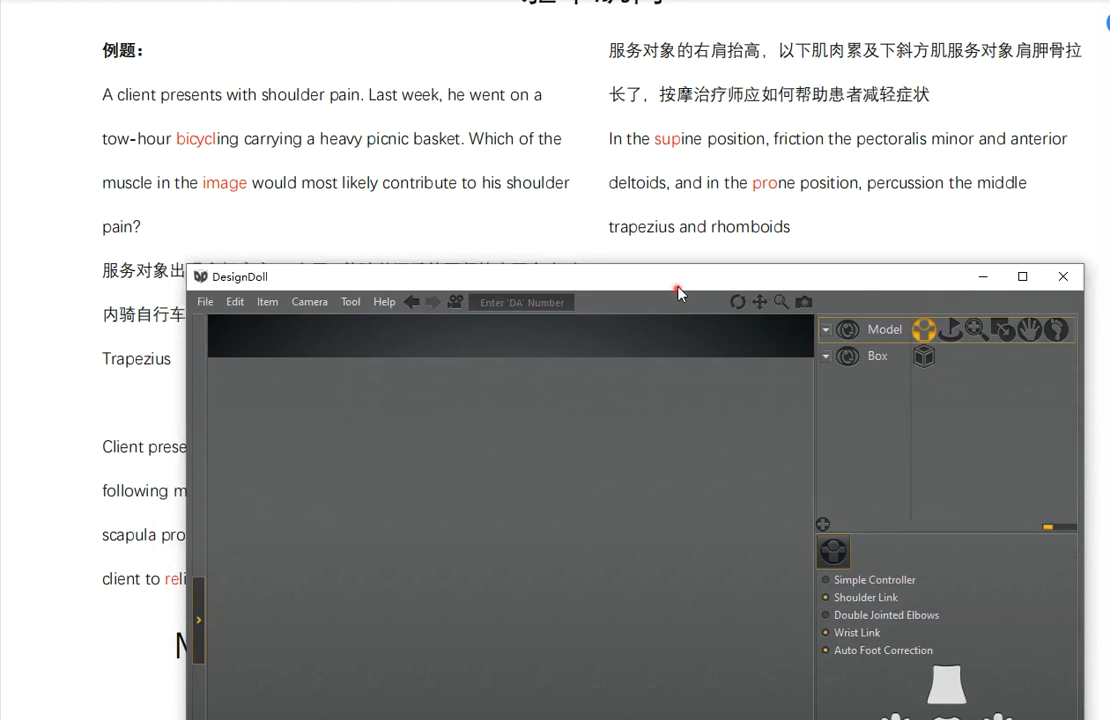 例题：
A client presents with shoulder pain. Last week, he went on a
tow-hour bicycling carrying a heavy picnic basket. Which of the
muscle in the image would most likely contribute to his shoulder
pain?
服务对象出
内骑自行车
Trapezius
Client prese
following m
scapula pro
client to reli
服务对象的右肩抬高，以下肌肉累及下斜方肌服务对象肩胛骨拉
长了，按摩治疗师应如何帮助患者减轻症状
In the supine position, friction the pectoralis minor and anterior
deltoids, and in the prone position, percussion the middle
trapezius and rhomboids
DesignDoll
File Edit Item Camera Tool Help Enter 'DA' Number
Model
Box
Simple Controller
Shoulder Link
Double Jointed Elbows
Wrist Link
Auto Foot Correction